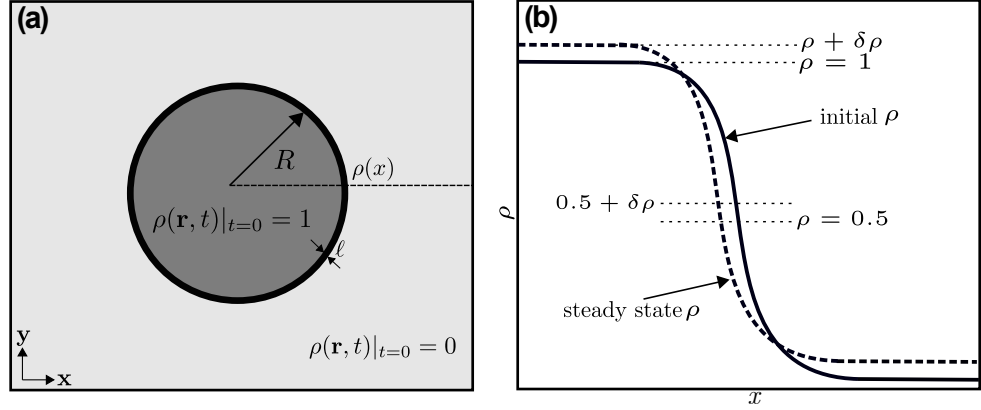 (a)
R
ρ(x)
ρ(r, t)|t=0 = 1
ℓ
ρ(r, t)|t=0 = 0
y
x
(b)
ρ + δρ
ρ = 1
initial ρ
0.5 + δρ
ρ = 0.5
steady state ρ
ρ
x